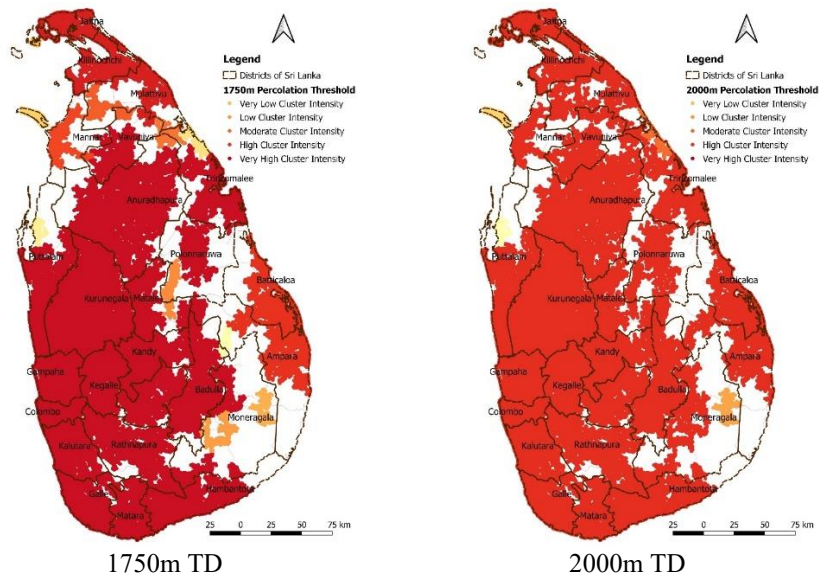 Jaffna
Killinochchi
Mulativu
Mannar
Vavuniya
Trincomalee
Anuradhapura
Puttalam
Polonnaruwa
Batticaloa
Kurunegala
Matale
Kandy
Ampara
Gampaha
Kegalle
Badulla
Colombo
Moneragala
Kalutara
Rathnapura
Galle
Hambantota
Matara
Legend
Districts of Sri Lanka
1750m Percolation Threshold
Very Low Cluster Intensity
Low Cluster Intensity
Moderate Cluster Intensity
High Cluster Intensity
Very High Cluster Intensity
25 0 25 50 75 km
1750m TD
Jaffna
Killinochchi
Mulativu
Mannar
Vavuniya
Trincomalee
Anuradhapura
Puttalam
Polonnaruwa
Batticaloa
Kurunegala
Matale
Kandy
Ampara
Gampaha
Kegalle
Badulla
Colombo
Moneragala
Kalutara
Rathnapura
Galle
Hambantota
Matara
Legend
Districts of Sri Lanka
2000m Percolation Threshold
Very Low Cluster Intensity
Low Cluster Intensity
Moderate Cluster Intensity
High Cluster Intensity
Very High Cluster Intensity
25 0 25 50 75 km
2000m TD